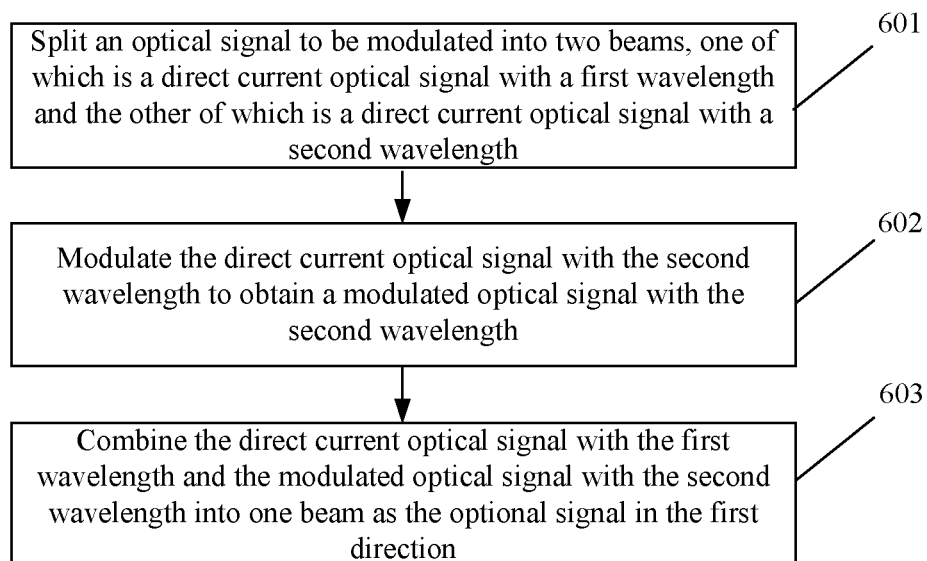 601
Split an optical signal to be modulated into two beams, one of
which is a direct current optical signal with a first wavelength
and the other of which is a direct current optical signal with a
second wavelength
602
Modulate the direct current optical signal with the second
wavelength to obtain a modulated optical signal with the
second wavelength
603
Combine the direct current optical signal with the first
wavelength and the modulated optical signal with the second
wavelength into one beam as the optional signal in the first
direction